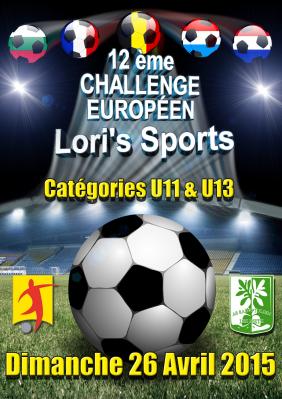 12 ème
CHALLENGE
EUROPÉEN
Lori's Sports
Catégories U11 & U13
Dimanche 26 Avril 2015